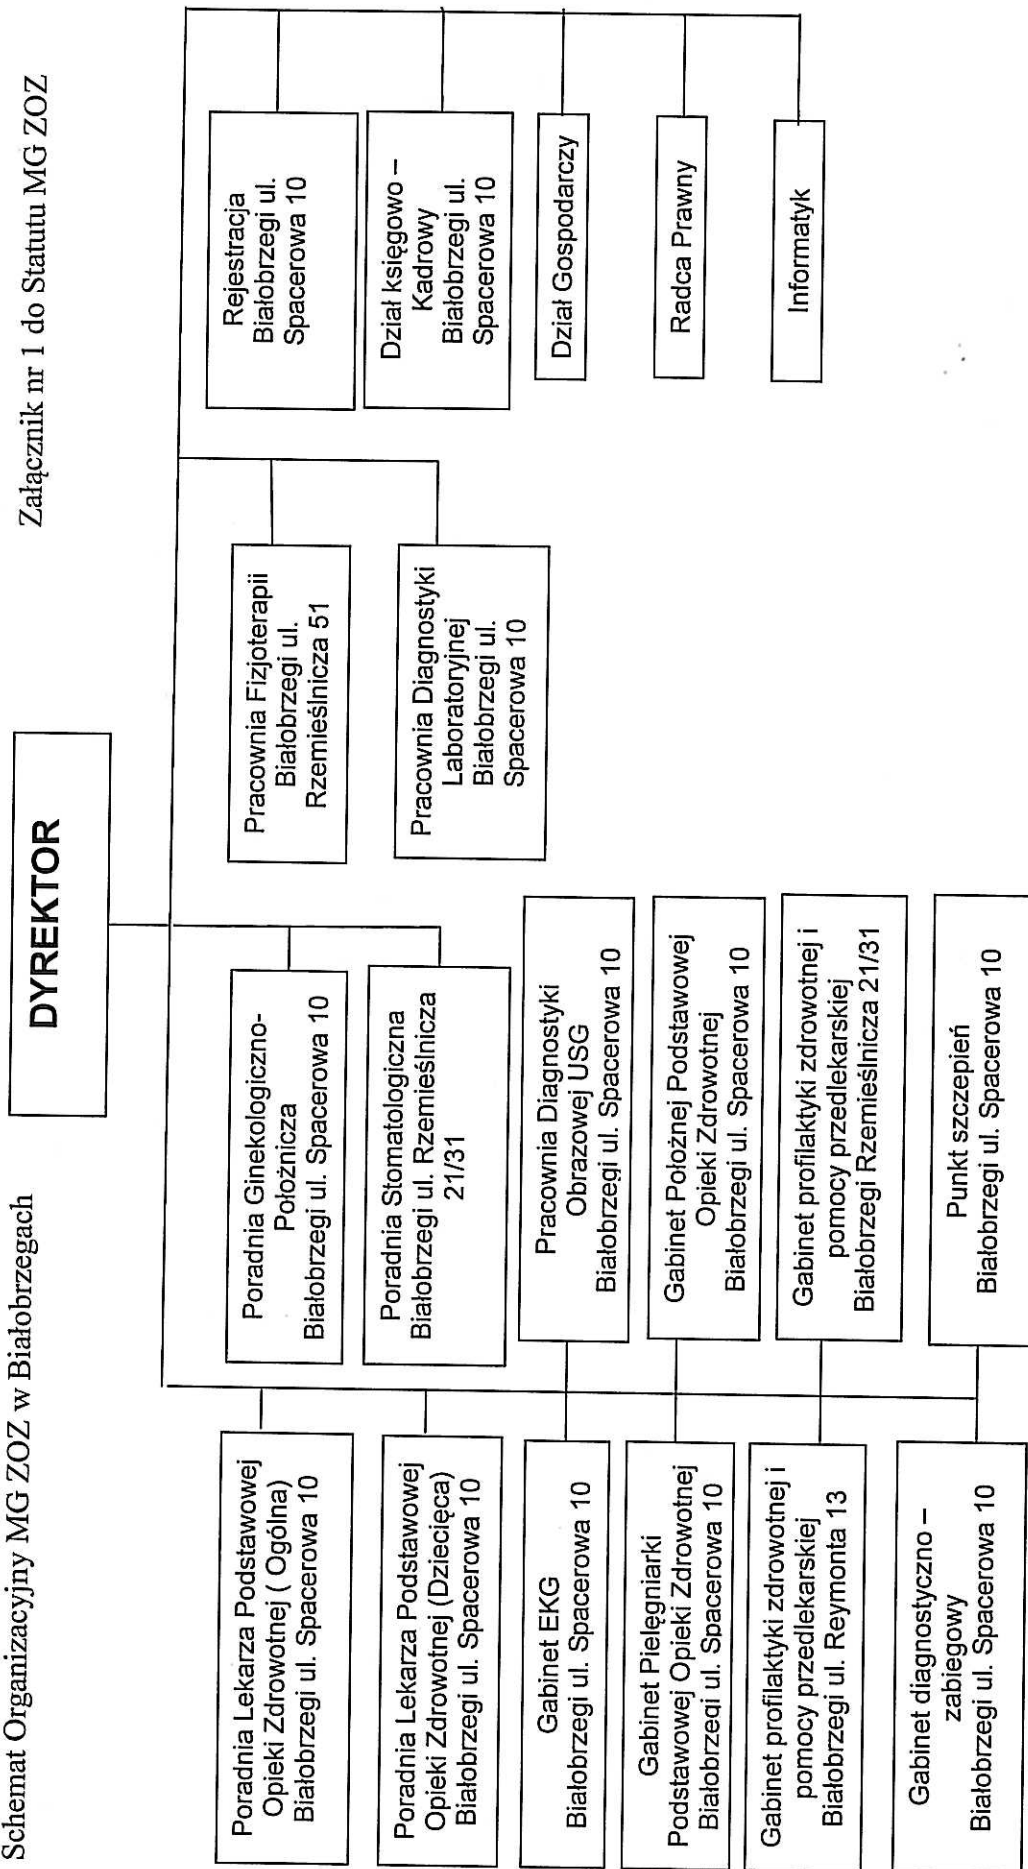 Schemat Organizacyjny MG ZOZ w Białobrzegach
Załącznik nr 1 do Statutu MG ZOZ
DYREKTOR
Poradnia Lekarza Podstawowej
Opieki Zdrowotnej ( Ogólna)
Białobrzegi ul. Spacerowa 10
Poradnia Lekarza Podstawowej
Opieki Zdrowotnej (Dziecięca)
Białobrzegi ul. Spacerowa 10
Gabinet EKG
Białobrzegi ul. Spacerowa 10
Gabinet Pielęgniarki
Podstawowej Opieki Zdrowotnej
Białobrzegi ul. Spacerowa 10
Gabinet profilaktyki zdrowotnej i
pomocy przedlekarskiej
Białobrzegi ul. Reymonta 13
Gabinet diagnostyczno –
zabiegowy
Białobrzegi ul. Spacerowa 10
Poradnia Ginekologiczno-
Położnicza
Białobrzegi ul. Spacerowa 10
Poradnia Stomatologiczna
Białobrzegi ul. Rzemieślnicza
21/31
Pracownia Diagnostyki
Obrazowej USG
Białobrzegi ul. Spacerowa 10
Gabinet Położnej Podstawowej
Opieki Zdrowotnej
Białobrzegi ul. Spacerowa 10
Gabinet profilaktyki zdrowotnej i
pomocy przedlekarskiej
Białobrzegi Rzemieślnicza 21/31
Punkt szczepień
Białobrzegi ul. Spacerowa 10
Pracownia Fizjoterapii
Białobrzegi ul.
Rzemieślnicza 51
Pracownia Diagnostyki
Laboratoryjnej
Białobrzegi ul.
Spacerowa 10
Rejestracja
Białobrzegi ul.
Spacerowa 10
Dział księgowo –
Kadrowy
Białobrzegi ul.
Spacerowa 10
Dział Gospodarczy
Radca Prawny
Informatyk